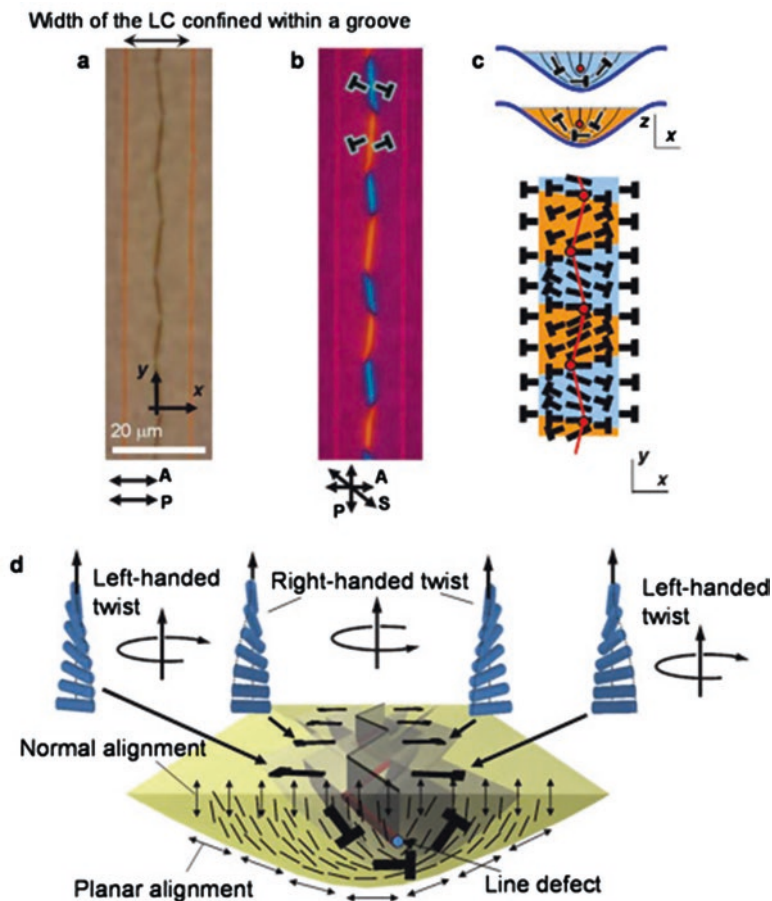 Width of the LC confined within a groove
a
b
c
z
x
y
x
20 μm
A
P
A
S
P
y
x
d
Left-handed
twist
Right-handed twist
Left-handed
twist
Normal alignment
Planar alignment
Line defect